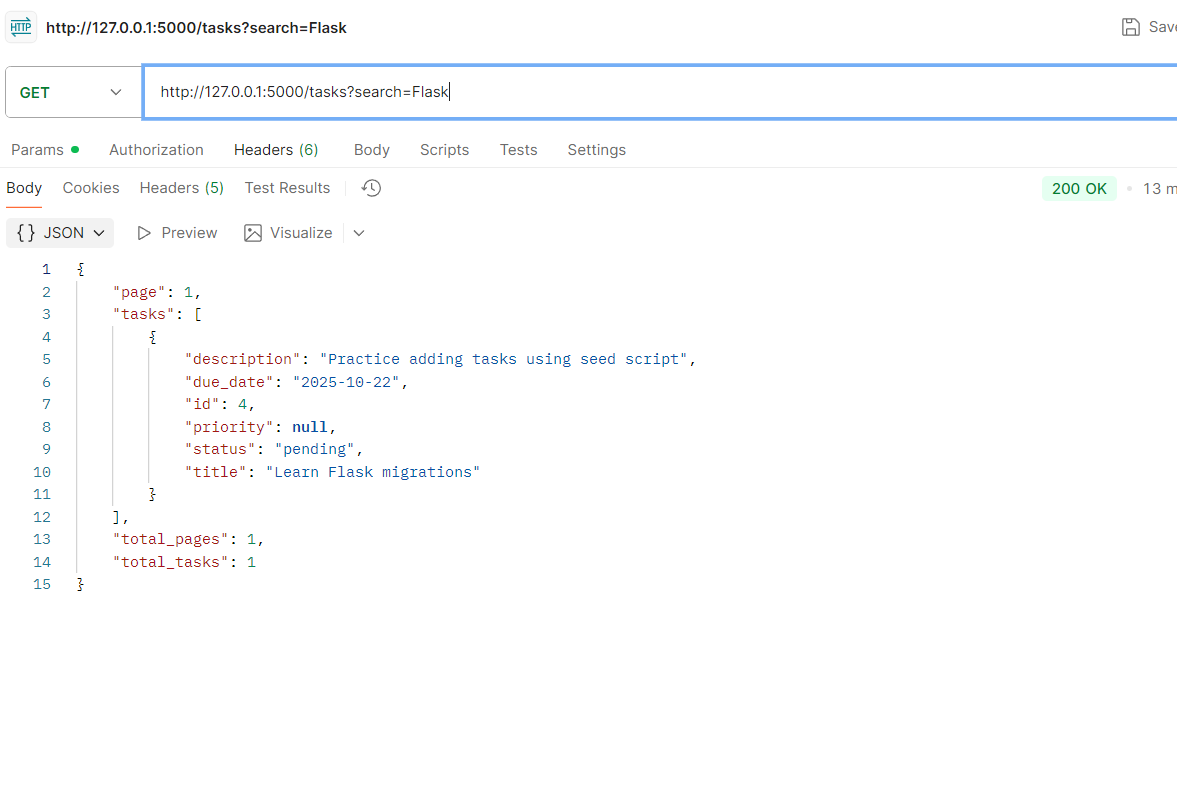 HTTP http://127.0.0.1:5000/tasks?search=Flask Save
GET http://127.0.0.1:5000/tasks?search=Flask
Params Authorization Headers (6) Body Scripts Tests Settings
Body Cookies Headers (5) Test Results 200 OK 13 m
{} JSON Preview Visualize
1 {
2 "page": 1,
3 "tasks": [
4 {
5 "description": "Practice adding tasks using seed script",
6 "due_date": "2025-10-22",
7 "id": 4,
8 "priority": null,
9 "status": "pending",
10 "title": "Learn Flask migrations"
11 }
12 ],
13 "total_pages": 1,
14 "total_tasks": 1
15 }